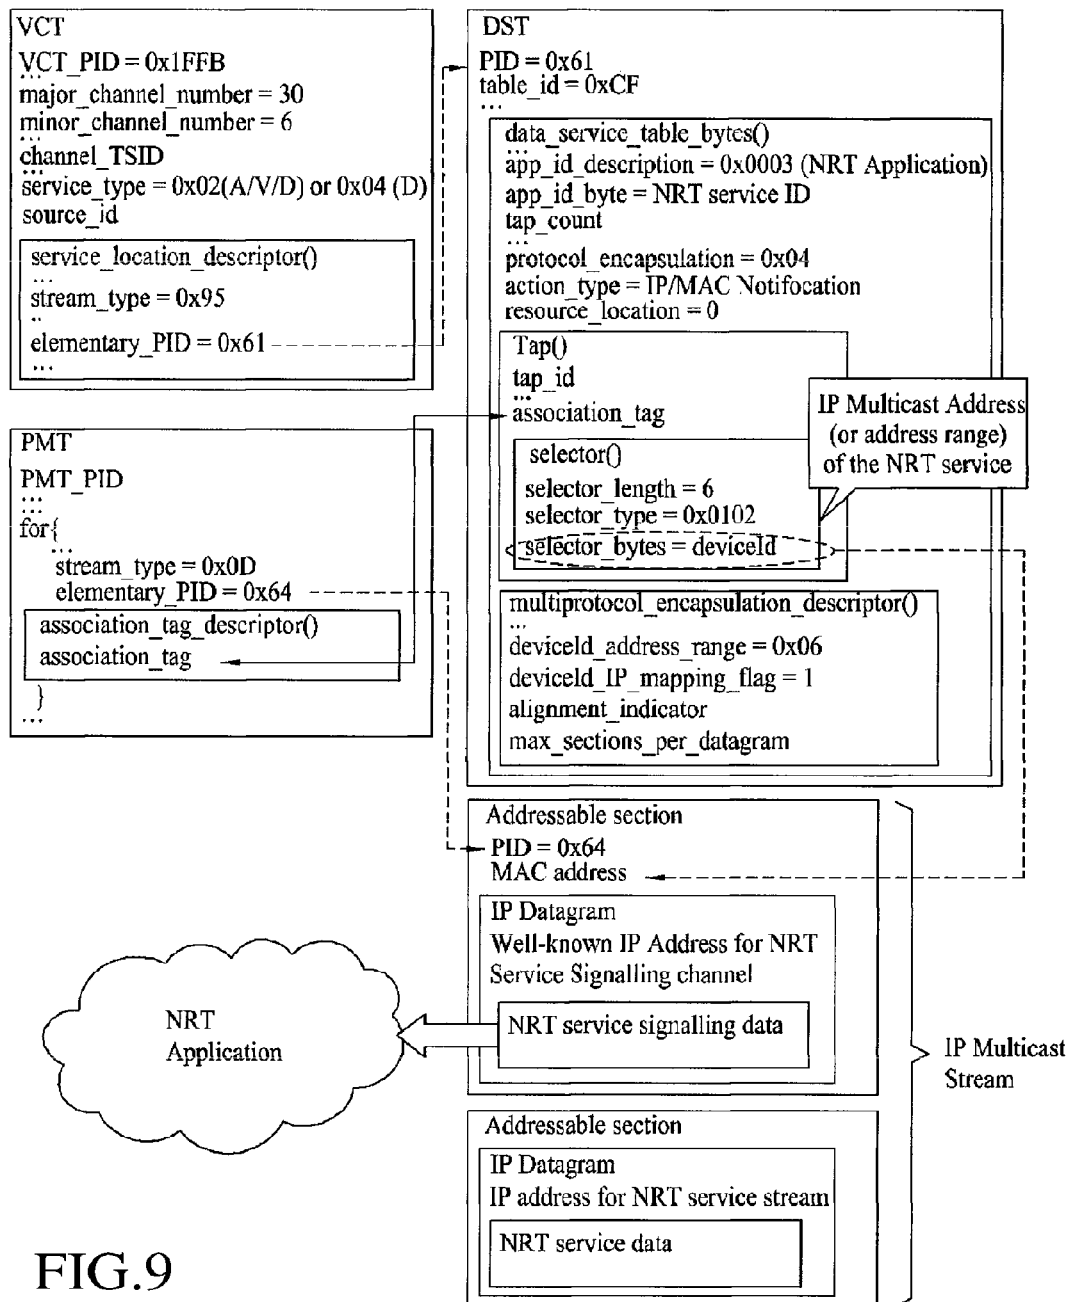 VCT
VCT_PID = 0x1FFB
...
major_channel_number = 30
minor_channel_number = 6
...
channel_TSID
...
service_type = 0x02(A/V/D) or 0x04 (D)
source_id
service_location_descriptor()
...
stream_type = 0x95
..
elementary_PID = 0x61
...
PMT
PMT_PID
...
...
for{
...
stream_type = 0x0D
elementary_PID = 0x64
association_tag_descriptor()
association_tag
}
...
DST
PID = 0x61
table_id = 0xCF
...
data_service_table_bytes()
...
app_id_description = 0x0003 (NRT Application)
app_id_byte = NRT service ID
tap_count
...
protocol_encapsulation = 0x04
action_type = IP/MAC Notifocation
resource_location = 0
Tap()
tap_id
...
association_tag
selector()
selector_length = 6
selector_type = 0x0102
selector_bytes = deviceId
IP Multicast Address
(or address range)
of the NRT service
multiprotocol_encapsulation_descriptor()
...
deviceId_address_range = 0x06
deviceId_IP_mapping_flag = 1
alignment_indicator
max_sections_per_datagram
Addressable section
PID = 0x64
MAC address
IP Datagram
Well-known IP Address for NRT
Service Signalling channel
NRT service signalling data
NRT
Application
IP Multicast
Stream
Addressable section
IP Datagram
IP address for NRT service stream
NRT service data
FIG.9